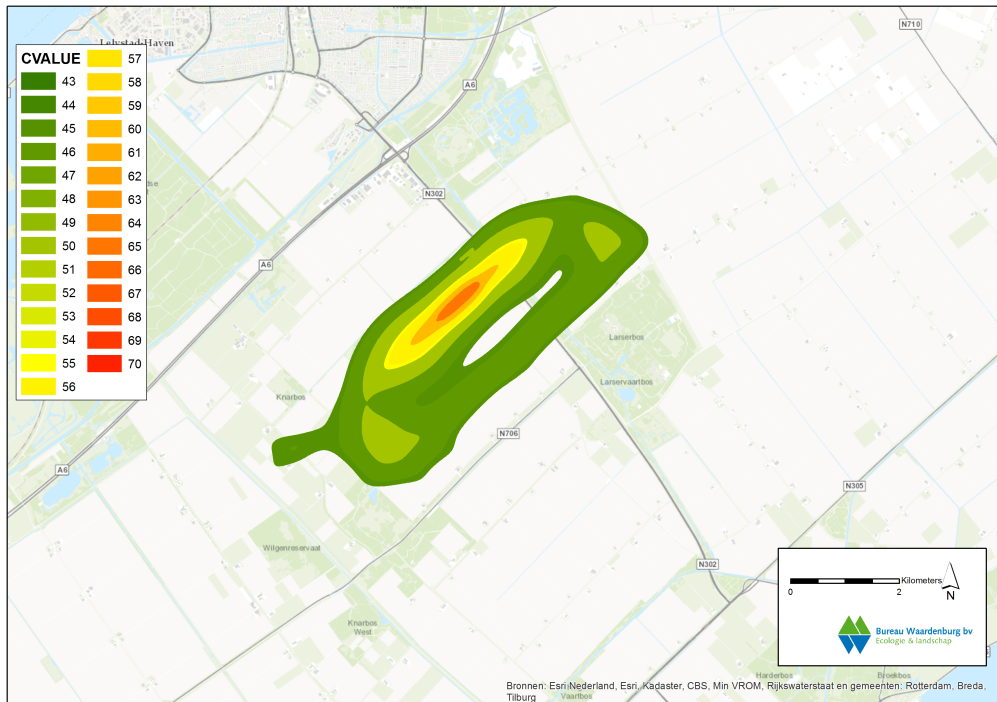 Lelystad-Haven
N710
CVALUE
43
44
45
46
47
48
49
50
51
52
53
54
55
56
57
58
59
60
61
62
63
64
65
66
67
68
69
70
A6
N302
A6
Larserbos
Larservaartbos
Knarbos
N706
A6
N305
Wilgenreservaat
N302
Knarbos
West
Kilometers
0
2
N
Bureau Waardenburg bv
Ecologie & landschap
Harderbos
Broekbos
Vaartbos
Bronnen: Esri Nederland, Esri, Kadaster, CBS, Min VROM, Rijkswaterstaat en gemeenten: Rotterdam, Breda,
Tilburg